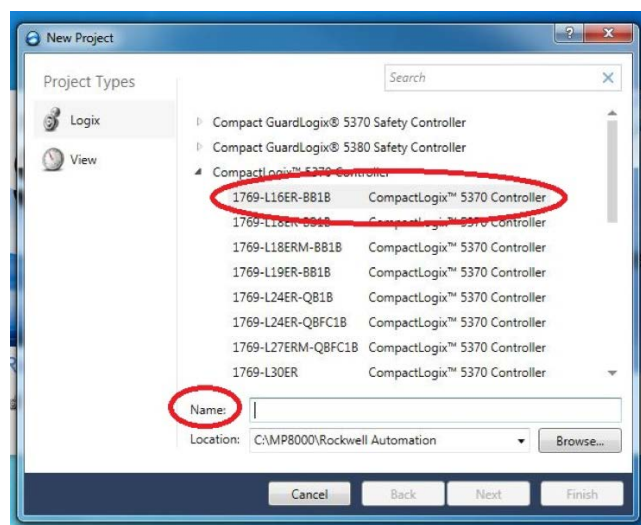 New Project
Project Types
Search
Logix
View
Compact GuardLogix® 5370 Safety Controller
Compact GuardLogix® 5380 Safety Controller
CompactLogix™ 5370 Controller
1769-L16ER-BB1B CompactLogix™ 5370 Controller
1769-L18ER-BB1B CompactLogix™ 5370 Controller
1769-L18ERM-BB1B CompactLogix™ 5370 Controller
1769-L19ER-BB1B CompactLogix™ 5370 Controller
1769-L24ER-QB1B CompactLogix™ 5370 Controller
1769-L24ER-QBFC1B CompactLogix™ 5370 Controller
1769-L27ERM-QBFC1B CompactLogix™ 5370 Controller
1769-L30ER CompactLogix™ 5370 Controller
Name:
Location: C:\MP8000\Rockwell Automation Browse...
Cancel Back Next Finish